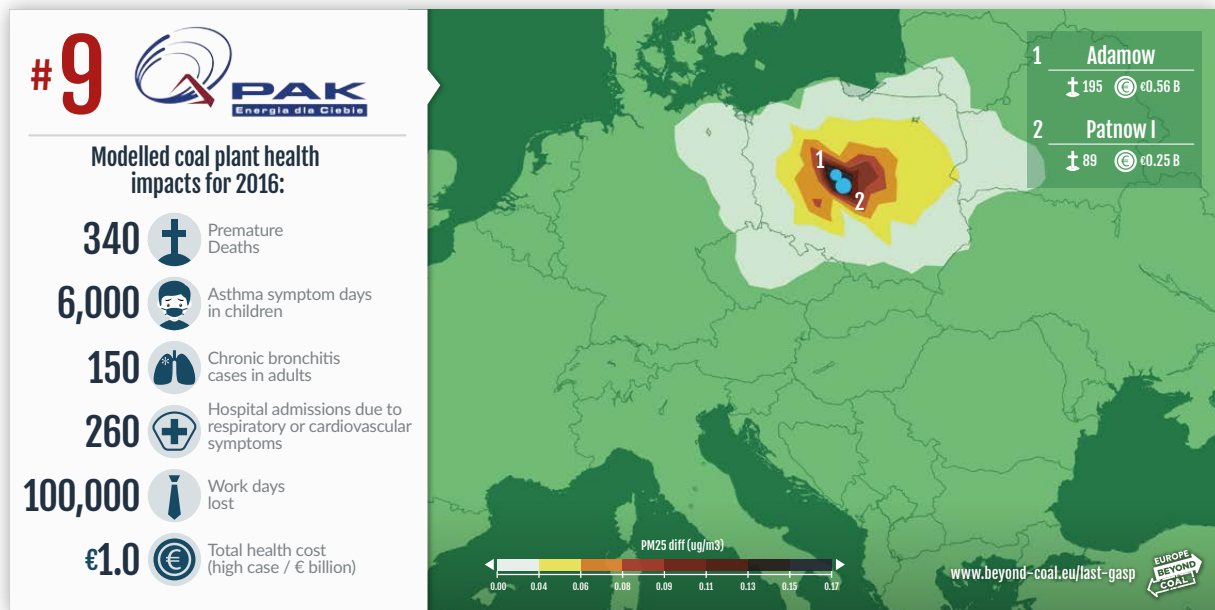 #9
PAK
Energia dla Ciebie
Modelled coal plant health
impacts for 2016:
340
Premature
Deaths
6,000
Asthma symptom days
in children
150
Chronic bronchitis
cases in adults
260
Hospital admissions due to
respiratory or cardiovascular
symptoms
100,000
Work days
lost
€1.0
€
Total health cost
(high case / € billion)
1 Adamow
195 € €0.56 B
2 Patnow I
89 € €0.25 B
1
2
PM25 diff (ug/m3)
0.00 0.04 0.06 0.08 0.09 0.11 0.13 0.15 0.17
www.beyond-coal.eu/last-gasp
EUROPE
BEYOND
COAL